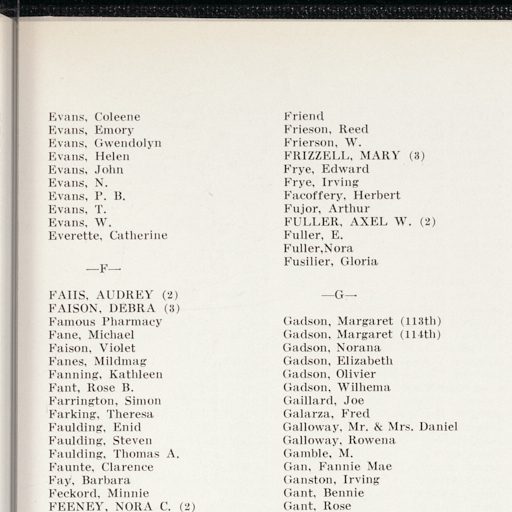 Evans, Coleene
Evans, Emory
Evans, Gwendolyn
Evans, Helen
Evans, John
Evans, N.
Evans, P. B.
Evans, T.
Evans, W.
Everette, Catherine
—F—
FAIIS, AUDREY (2)
FAISON, DEBRA (3)
Famous Pharmacy
Fane, Michael
Faison, Violet
Fanes, Mildmag
Fanning, Kathleen
Fant, Rose B.
Farrington, Simon
Farking, Theresa
Faulding, Enid
Faulding, Steven
Faulding, Thomas A.
Faunte, Clarence
Fay, Barbara
Feckord, Minnie
FEENEY, NORA C. (2)
Friend
Frieson, Reed
Frierson, W.
FRIZZELL, MARY (3)
Frye, Edward
Frye, Irving
Facoffery, Herbert
Fujor, Arthur
FULLER, AXEL W. (2)
Fuller, E.
Fuller,Nora
Fusilier, Gloria
—G—
Gadson, Margaret (113th)
Gadson, Margaret (114th)
Gadson, Norana
Gadson, Elizabeth
Gadson, Olivier
Gadson, Wilhema
Gaillard, Joe
Galarza, Fred
Galloway, Mr. & Mrs. Daniel
Galloway, Rowena
Gamble, M.
Gan, Fannie Mae
Ganston, Irving
Gant, Bennie
Gant, Rose